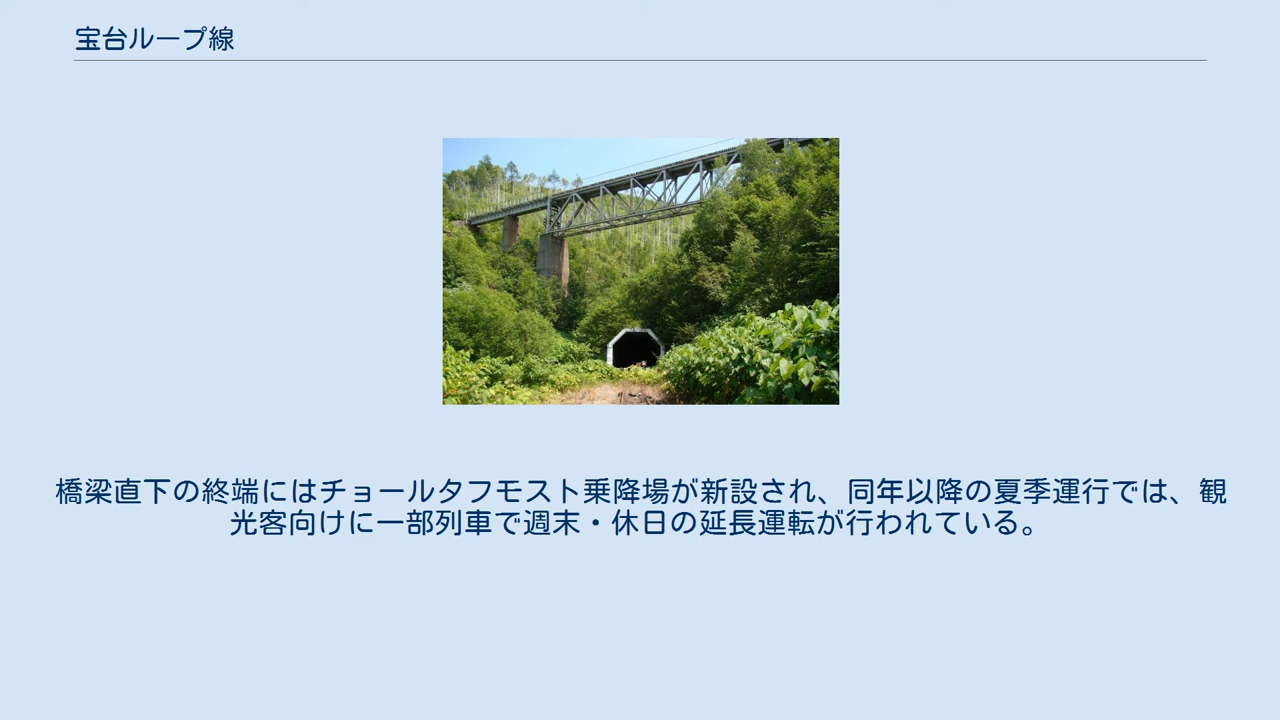 宝台ループ線
橋梁直下の終端にはチョールタフモスト乗降場が新設され、同年以降の夏季運行では、観
光客向けに一部列車で週末・休日の延長運転が行われている。